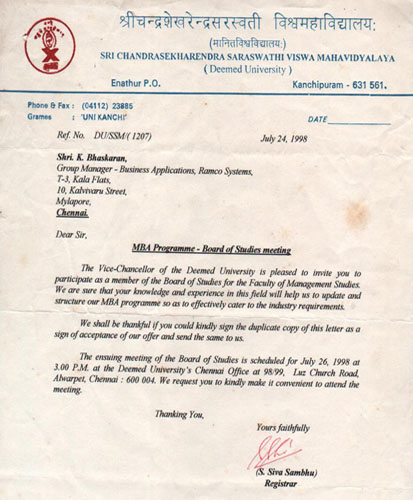 श्रीचन्द्रशेखरेन्द्रसरस्वती विश्वमहाविद्यालयः
(मानितविश्वविद्यालयः)
SRI CHANDRASEKHARENDRA SARASWATHI VISWA MAHAVIDYALAYA
( Deemed University )
Enathur P.O. Kanchipuram - 631 561.
Phone & Fax : (04112) 23885
Grames : 'UNI KANCHI' DATE
Ref. No. DU/SSM/( 1207) July 24, 1998
Shri. K. Bhaskaran,
Group Manager - Business Applications, Ramco Systems,
T-3, Kala Flats,
10, Kalvivaru Street,
Mylapore,
Chennai.
Dear Sir,
MBA Programme - Board of Studies meeting
The Vice-Chancellor of the Deemed University is pleased to invite you to
participate as a member of the Board of Studies for the Faculty of Management Studies.
We are sure that your knowledge and experience in this field will help us to update and
structure our MBA programme so as to effectively cater to the industry requirements.
We shall be thankful if you could kindly sign the duplicate copy of this letter as a
sign of acceptance of our offer and send the same to us.
The ensuing meeting of the Board of Studies is scheduled for July 26, 1998 at
3.00 P.M. at the Deemed University's Chennai Office at 98/99, Luz Church Road,
Alwarpet, Chennai : 600 004. We request you to kindly make it convenient to attend the
meeting.
Thanking You,
Yours faithfully
(S. Siva Sambhu)
Registrar